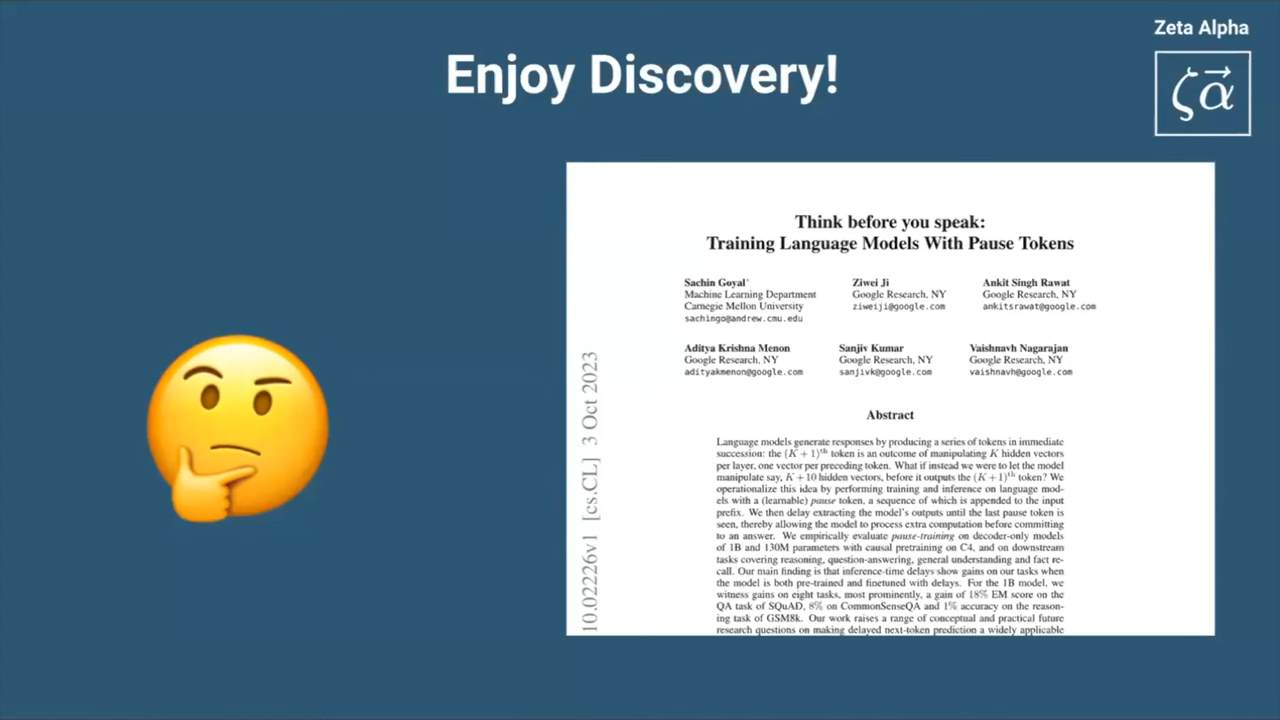 Zeta Alpha
Enjoy Discovery!
ζα⃗
Think before you speak:
Training Language Models With Pause Tokens
Sachin Goyal*
Machine Learning Department
Carnegie Mellon University
sachingo@andrew.cmu.edu
Ziwei Ji
Google Research, NY
ziweiji@google.com
Ankit Singh Rawat
Google Research, NY
ankitsrawat@google.com
Aditya Krishna Menon
Google Research, NY
adityakmenon@google.com
Sanjiv Kumar
Google Research, NY
sanjivk@google.com
Vaishnavh Nagarajan
Google Research, NY
vaishnavh@google.com
Abstract
Language models generate responses by producing a series of tokens in immediate
succession: the (K + 1)th token is an outcome of manipulating K hidden vectors
per layer, one vector per preceding token. What if instead we were to let the model
manipulate say, K + 10 hidden vectors, before it outputs the (K + 1)th token? We
operationalize this idea by performing training and inference on language mod-
els with a (learnable) pause token, a sequence of which is appended to the input
prefix. We then delay extracting the model's outputs until the last pause token is
seen, thereby allowing the model to process extra computation before committing
to an answer. We empirically evaluate pause-training on decoder-only models
of 1B and 130M parameters with causal pretraining on C4, and on downstream
tasks covering reasoning, question-answering, general understanding and fact re-
call. Our main finding is that inference-time delays show gains on our tasks when
the model is both pre-trained and finetuned with delays. For the 1B model, we
witness gains on eight tasks, most prominently, a gain of 18% EM score on the
QA task of SQuAD, 8% on CommonSenseQA and 1% accuracy on the reason-
ing task of GSM8k. Our work raises a range of conceptual and practical future
research questions on making delayed next-token prediction a widely applicable
10.02226v1 [cs.CL] 3 Oct 2023